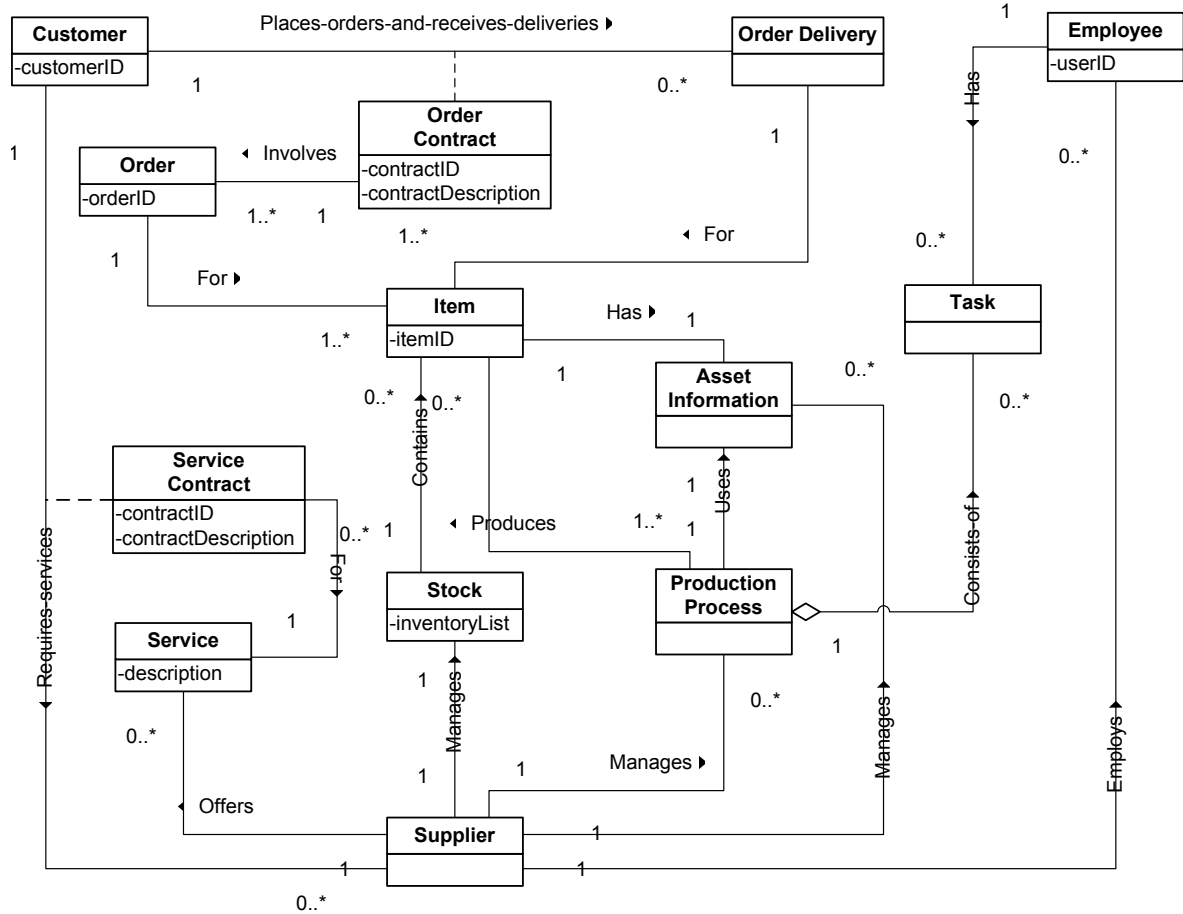 Places-orders-and-receives-deliveries
1
Customer
-customerID
Order Delivery
Employee
-userID
1
0..*
Has
Order
Contract
-contractID
-contractDescription
1
1
Involves
0..*
Order
-orderID
1..*
1
1..*
For
0..*
1
For
Item
-itemID
Has
1
Task
1..*
1
Asset
Information
0..*
0..*
0..*
0..*
Contains
Service
Contract
-contractID
-contractDescription
Uses
1
0..*
1
Produces
1..*
1
For
Consists-of
Stock
-inventoryList
Production
Process
Service
-description
1
1
Requires-services
1
Manages
0..*
0..*
Manages
Employs
1
1
Manages
Offers
Supplier
1
1
1
0..*